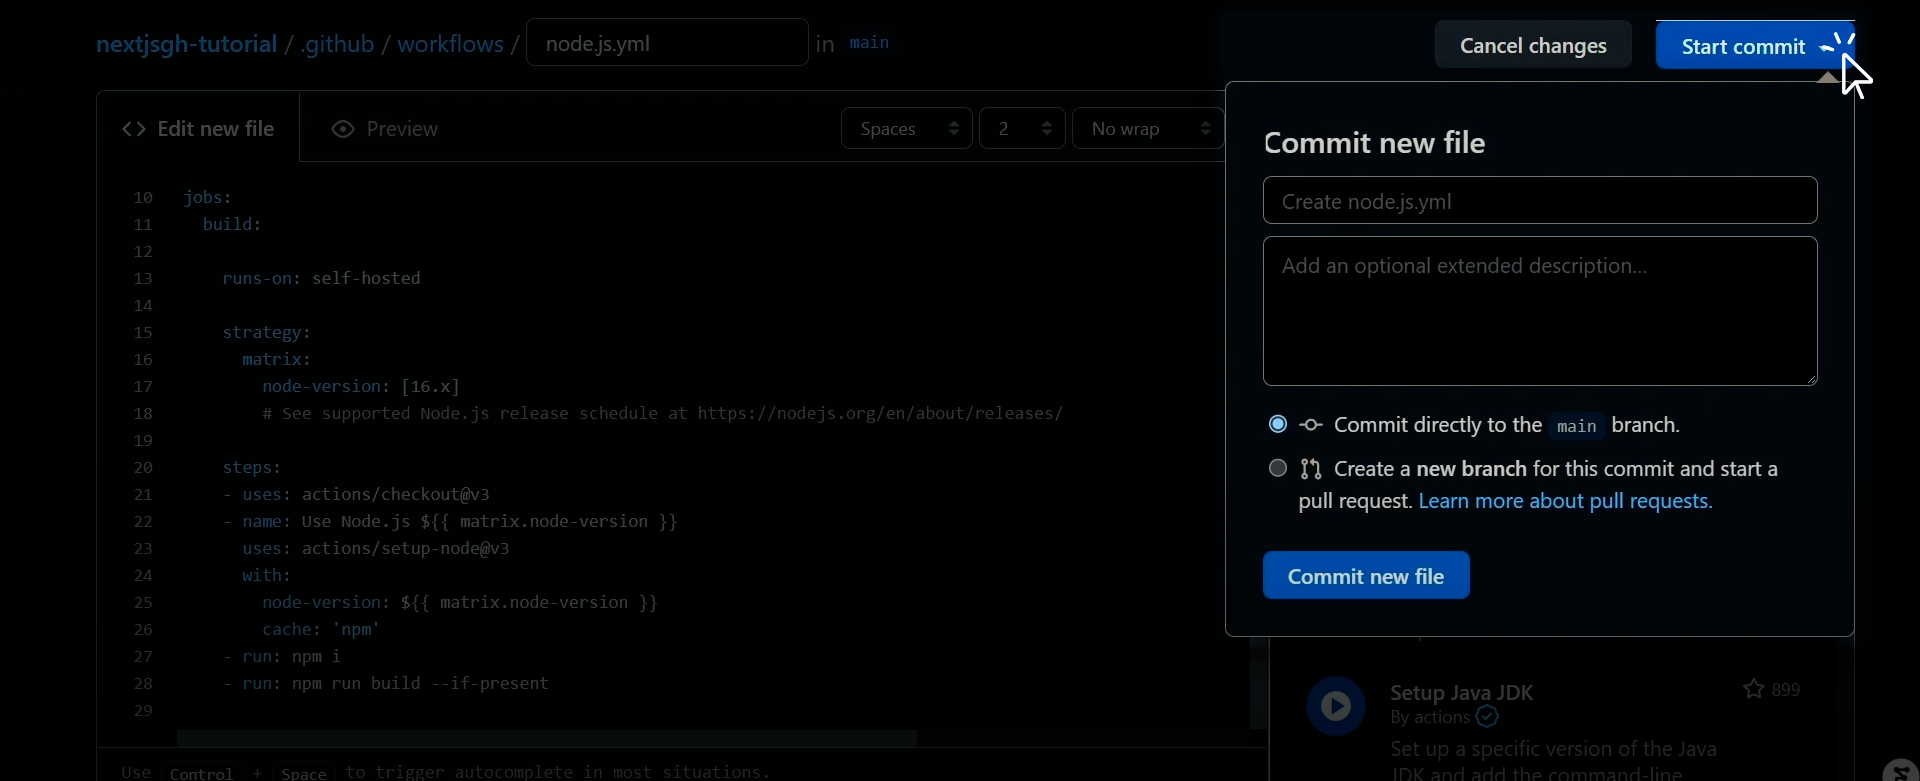 nextjsgh-tutorial / .github / workflows / node.js.yml in main
Cancel changes
Start commit
Edit new file
Preview
Spaces
2
No wrap
10 jobs:
11 build:
12
13 runs-on: self-hosted
14
15 strategy:
16 matrix:
17 node-version: [16.x]
18 # See supported Node.js release schedule at https://nodejs.org/en/about/releases/
19
20 steps:
21 - uses: actions/checkout@v3
22 - name: Use Node.js ${{ matrix.node-version }}
23 uses: actions/setup-node@v3
24 with:
25 node-version: ${{ matrix.node-version }}
26 cache: 'npm'
27 - run: npm i
28 - run: npm run build --if-present
29
Use Control + Space to trigger autocomplete in most situations.
Commit new file
Create node.js.yml
Add an optional extended description...
Commit directly to the main branch.
Create a new branch for this commit and start a
pull request. Learn more about pull requests.
Commit new file
Setup Java JDK
899
By actions
Set up a specific version of the Java
JDK and add the command-line